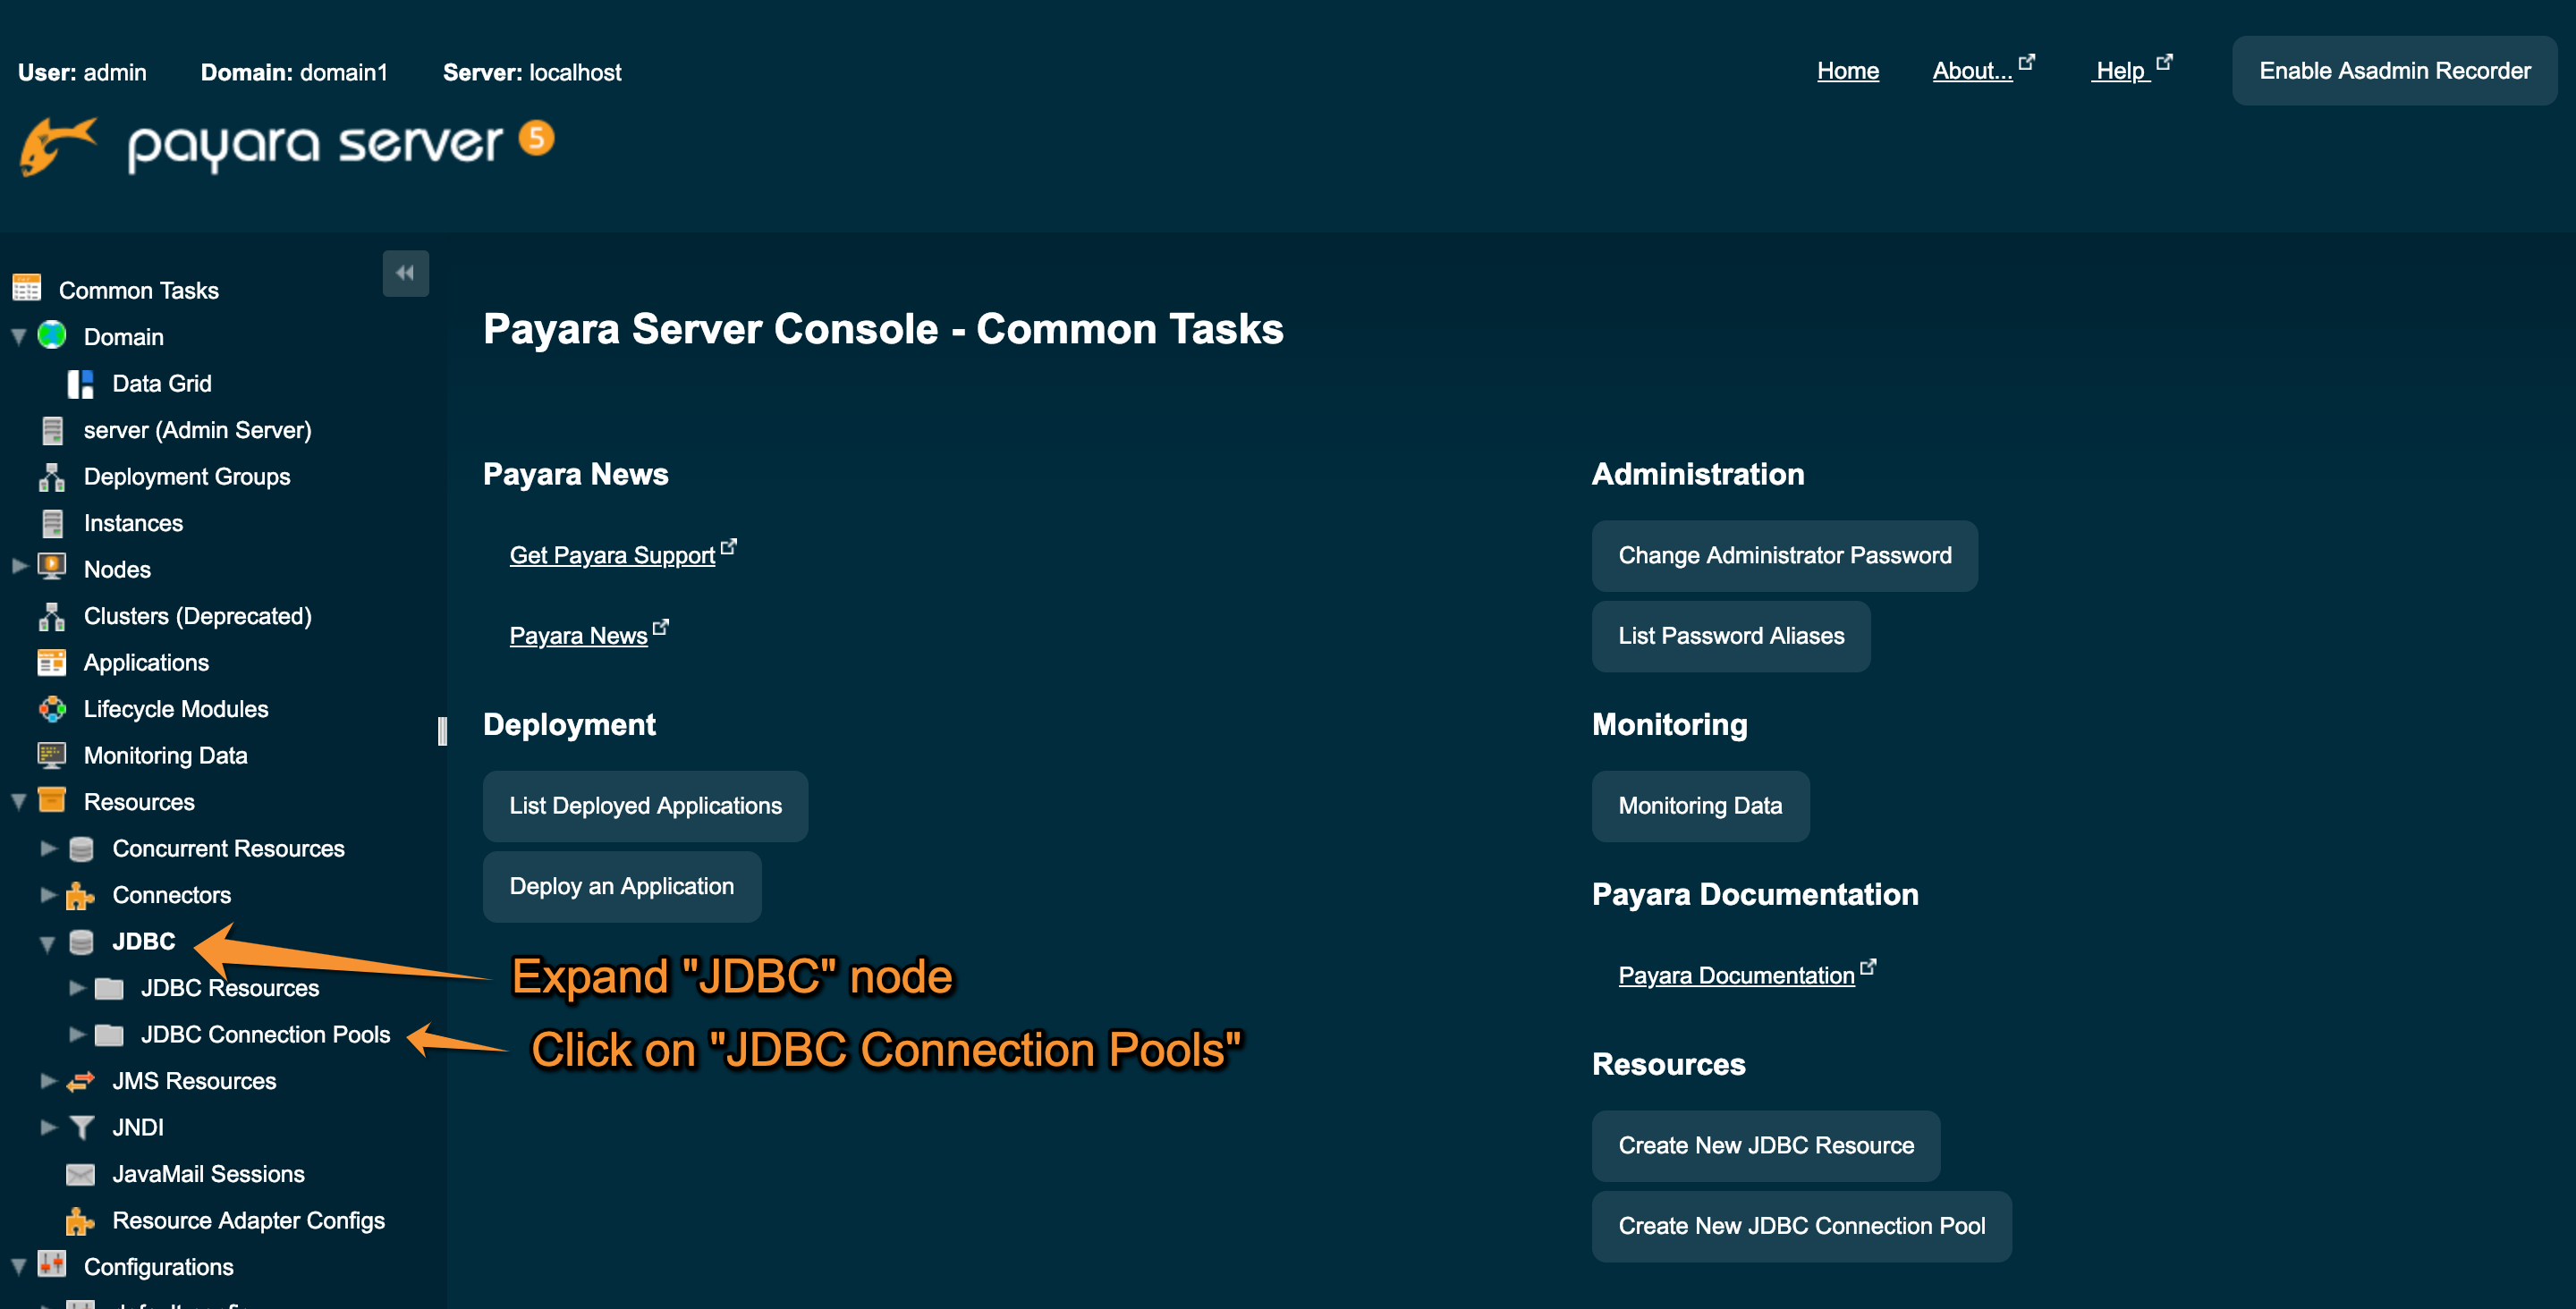 User: admin Domain: domain1 Server: localhost Home About... Help Enable Asadmin Recorder
payara server 5
Common Tasks
Domain
Data Grid
server (Admin Server)
Deployment Groups
Instances
Nodes
Clusters (Deprecated)
Applications
Lifecycle Modules
Monitoring Data
Resources
Concurrent Resources
Connectors
JDBC
JDBC Resources
JDBC Connection Pools
JMS Resources
JNDI
JavaMail Sessions
Resource Adapter Configs
Configurations
Payara Server Console - Common Tasks
Payara News
Get Payara Support
Payara News
Deployment
List Deployed Applications
Deploy an Application
Expand "JDBC" node
Click on "JDBC Connection Pools"
Administration
Change Administrator Password
List Password Aliases
Monitoring
Monitoring Data
Payara Documentation
Payara Documentation
Resources
Create New JDBC Resource
Create New JDBC Connection Pool